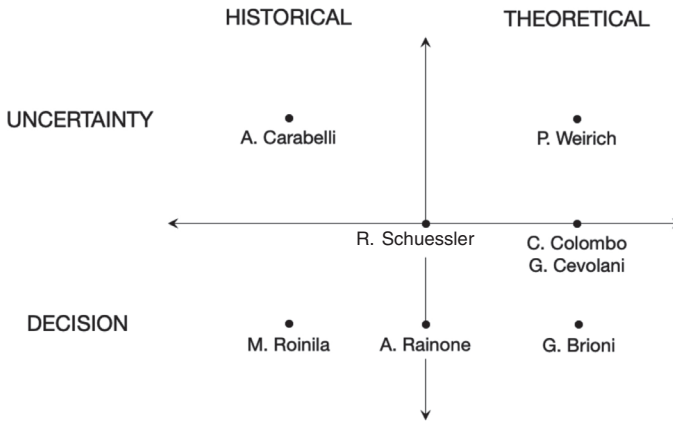 HISTORICAL
THEORETICAL
UNCERTAINTY
A. Carabelli
P. Weirich
R. Schuessler
C. Colombo
G. Cevolani
DECISION
M. Roinila
A. Rainone
G. Brioni